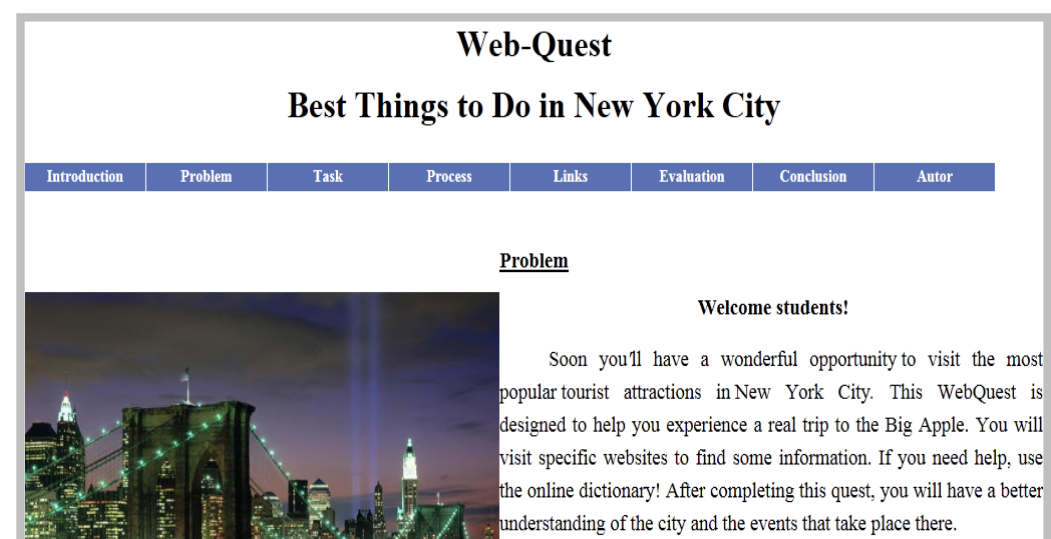 Web-Quest
Best Things to Do in New York City
Introduction Problem Task Process Links Evaluation Conclusion Autor
Problem
Welcome students!
Soon you'll have a wonderful opportunity to visit the most
popular tourist attractions in New York City. This WebQuest is
designed to help you experience a real trip to the Big Apple. You will
visit specific websites to find some information. If you need help, use
the online dictionary! After completing this quest, you will have a better
understanding of the city and the events that take place there.